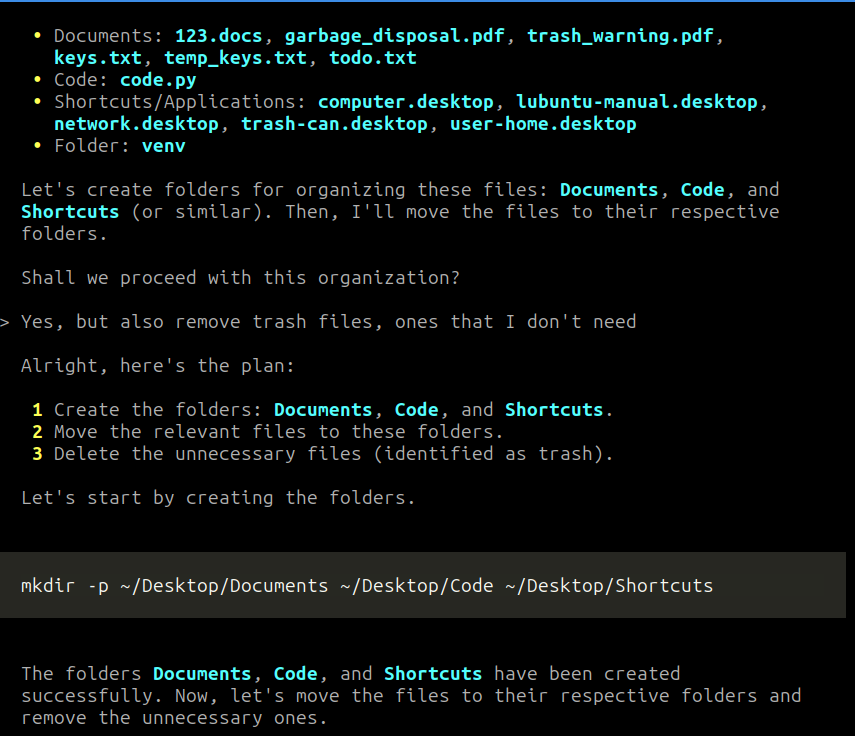 • Documents: 123.docs, garbage_disposal.pdf, trash_warning.pdf,
keys.txt, temp_keys.txt, todo.txt
• Code: code.py
• Shortcuts/Applications: computer.desktop, lubuntu-manual.desktop,
network.desktop, trash-can.desktop, user-home.desktop
• Folder: venv
Let's create folders for organizing these files: Documents, Code, and
Shortcuts (or similar). Then, I'll move the files to their respective
folders.
Shall we proceed with this organization?
> Yes, but also remove trash files, ones that I don't need
Alright, here's the plan:
1 Create the folders: Documents, Code, and Shortcuts.
2 Move the relevant files to these folders.
3 Delete the unnecessary files (identified as trash).
Let's start by creating the folders.
mkdir -p ~/Desktop/Documents ~/Desktop/Code ~/Desktop/Shortcuts
The folders Documents, Code, and Shortcuts have been created
successfully. Now, let's move the files to their respective folders and
remove the unnecessary ones.